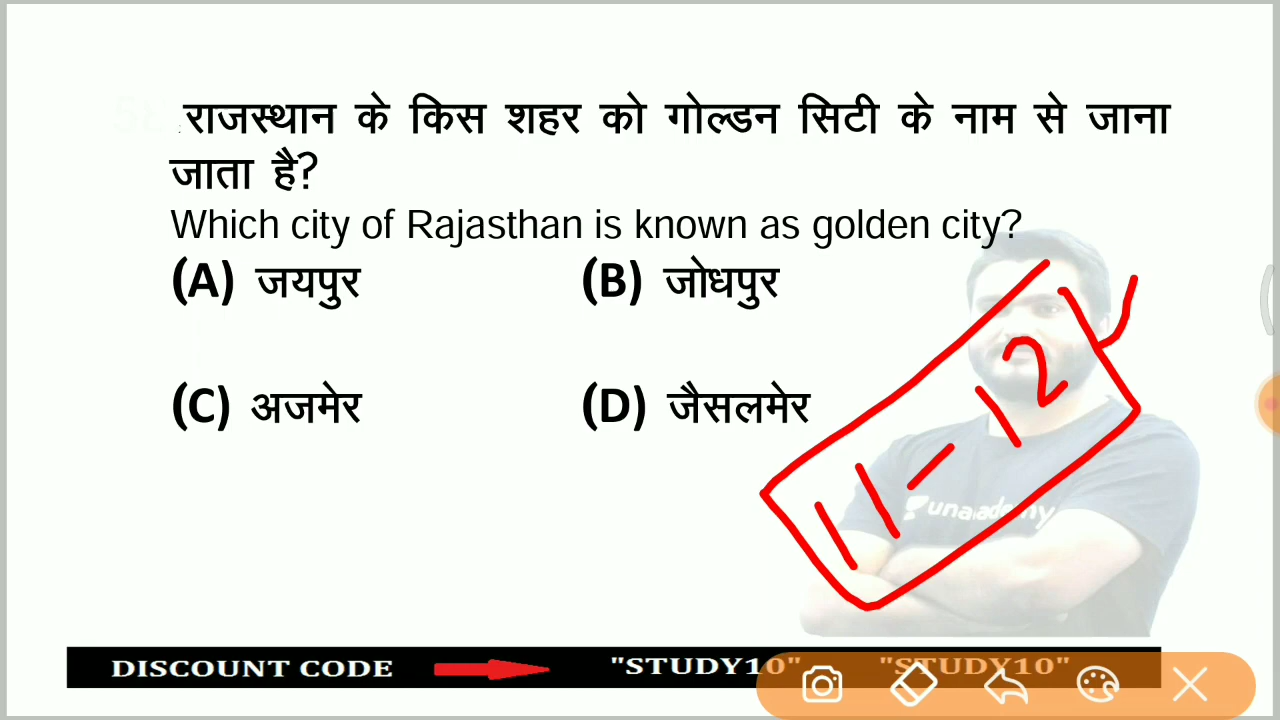 राजस्थान के किस शहर को गोल्डन सिटी के नाम से जाना
जाता है?
Which city of Rajasthan is known as golden city?
(A) जयपुर (B) जोधपुर
(C) अजमेर (D) जैसलमेर
11-12
unacademy
DISCOUNT CODE "STUDY10" "STUDY10"